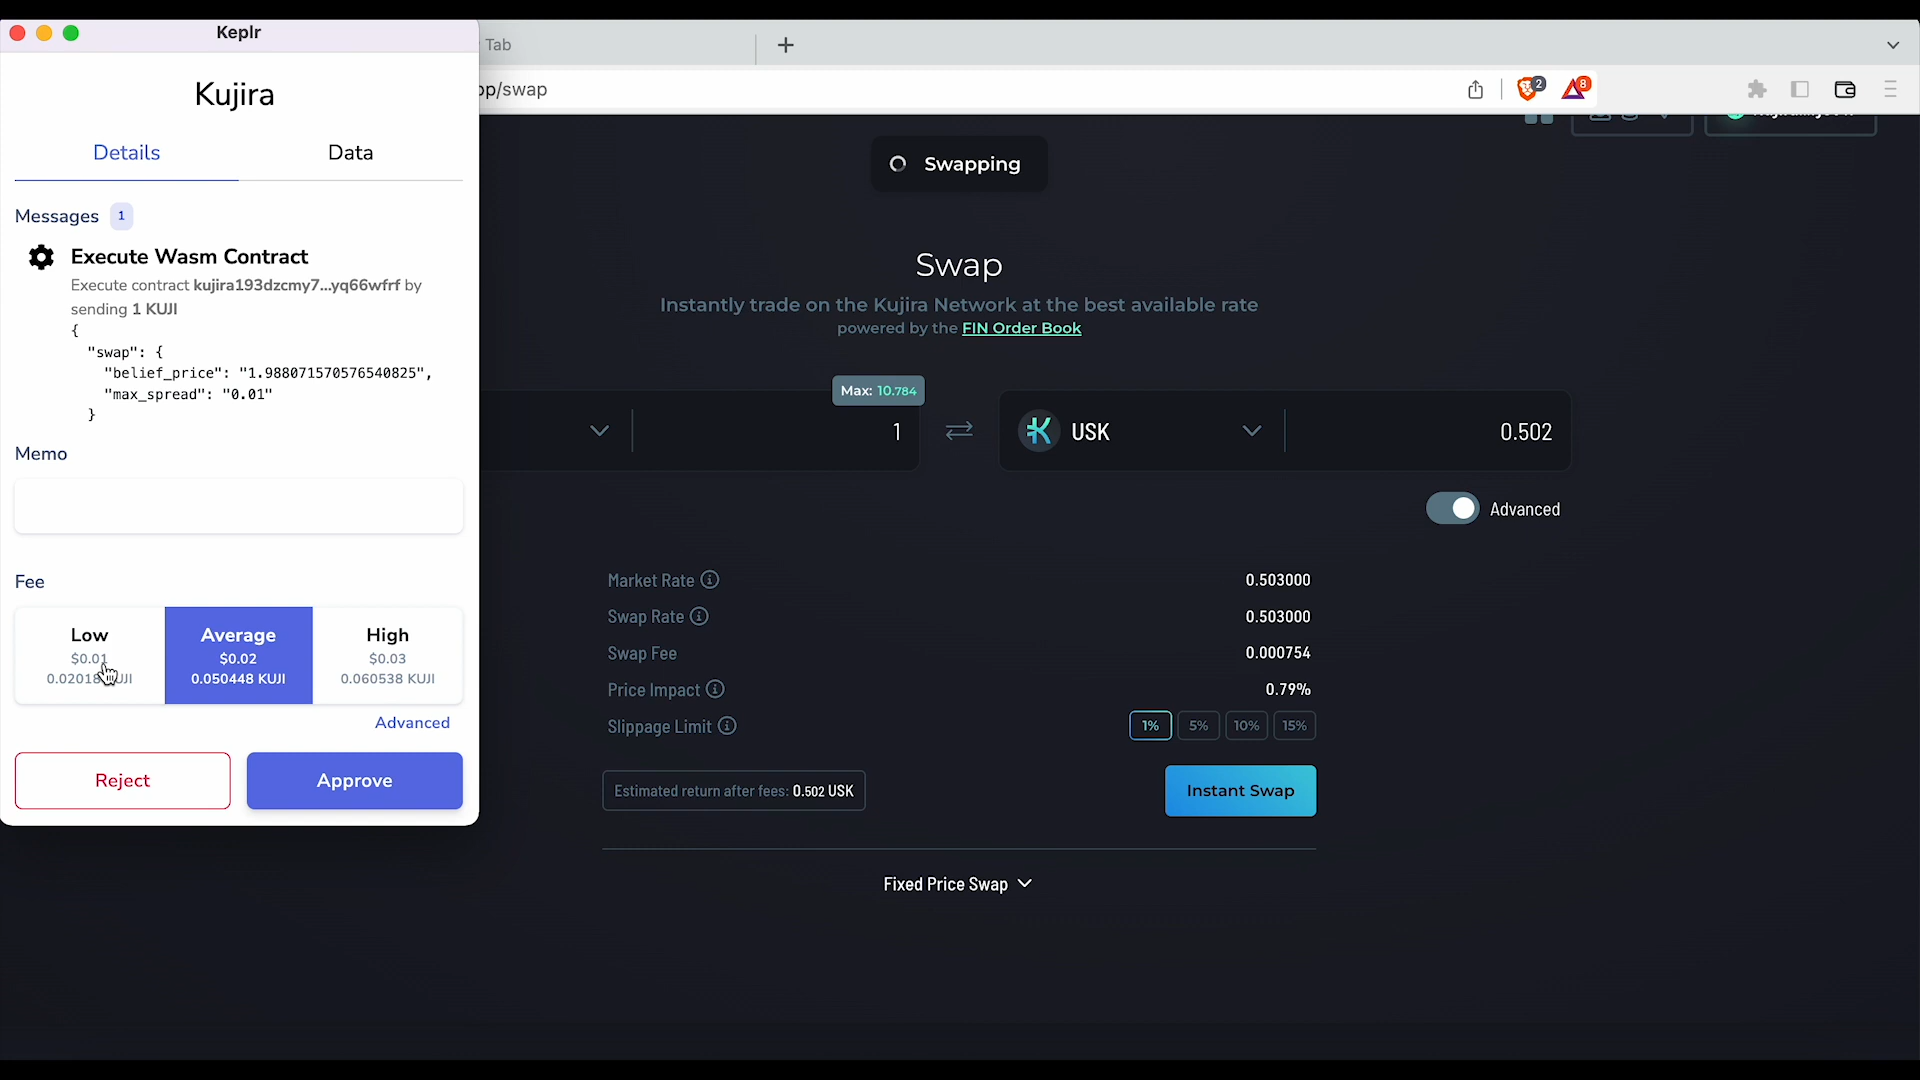 Keplr
Kujira
Details
Data
Messages 1
Execute Wasm Contract
Execute contract kujira193dzcmy7...yq66wfrf by
sending 1 KUJI
{
"swap": {
"belief_price": "1.988071570576540825",
"max_spread": "0.01"
}
Memo
Fee
Low
$0.01
Average
$0.02
0.050448 KUJI
High
$0.03
0.060538 KUJI
Advanced
Reject
Approve
Tab
/swap
2
8
Swapping
Swap
Instantly trade on the Kujira Network at the best available rate
powered by the FIN Order Book
Max: 10.784
1
USK
0.502
Advanced
Market Rate
0.503000
Swap Rate
0.503000
Swap Fee
0.000754
Price Impact
0.79%
Slippage Limit
1%
5%
10%
15%
Estimated return after fees: 0.502 USK
Instant Swap
Fixed Price Swap